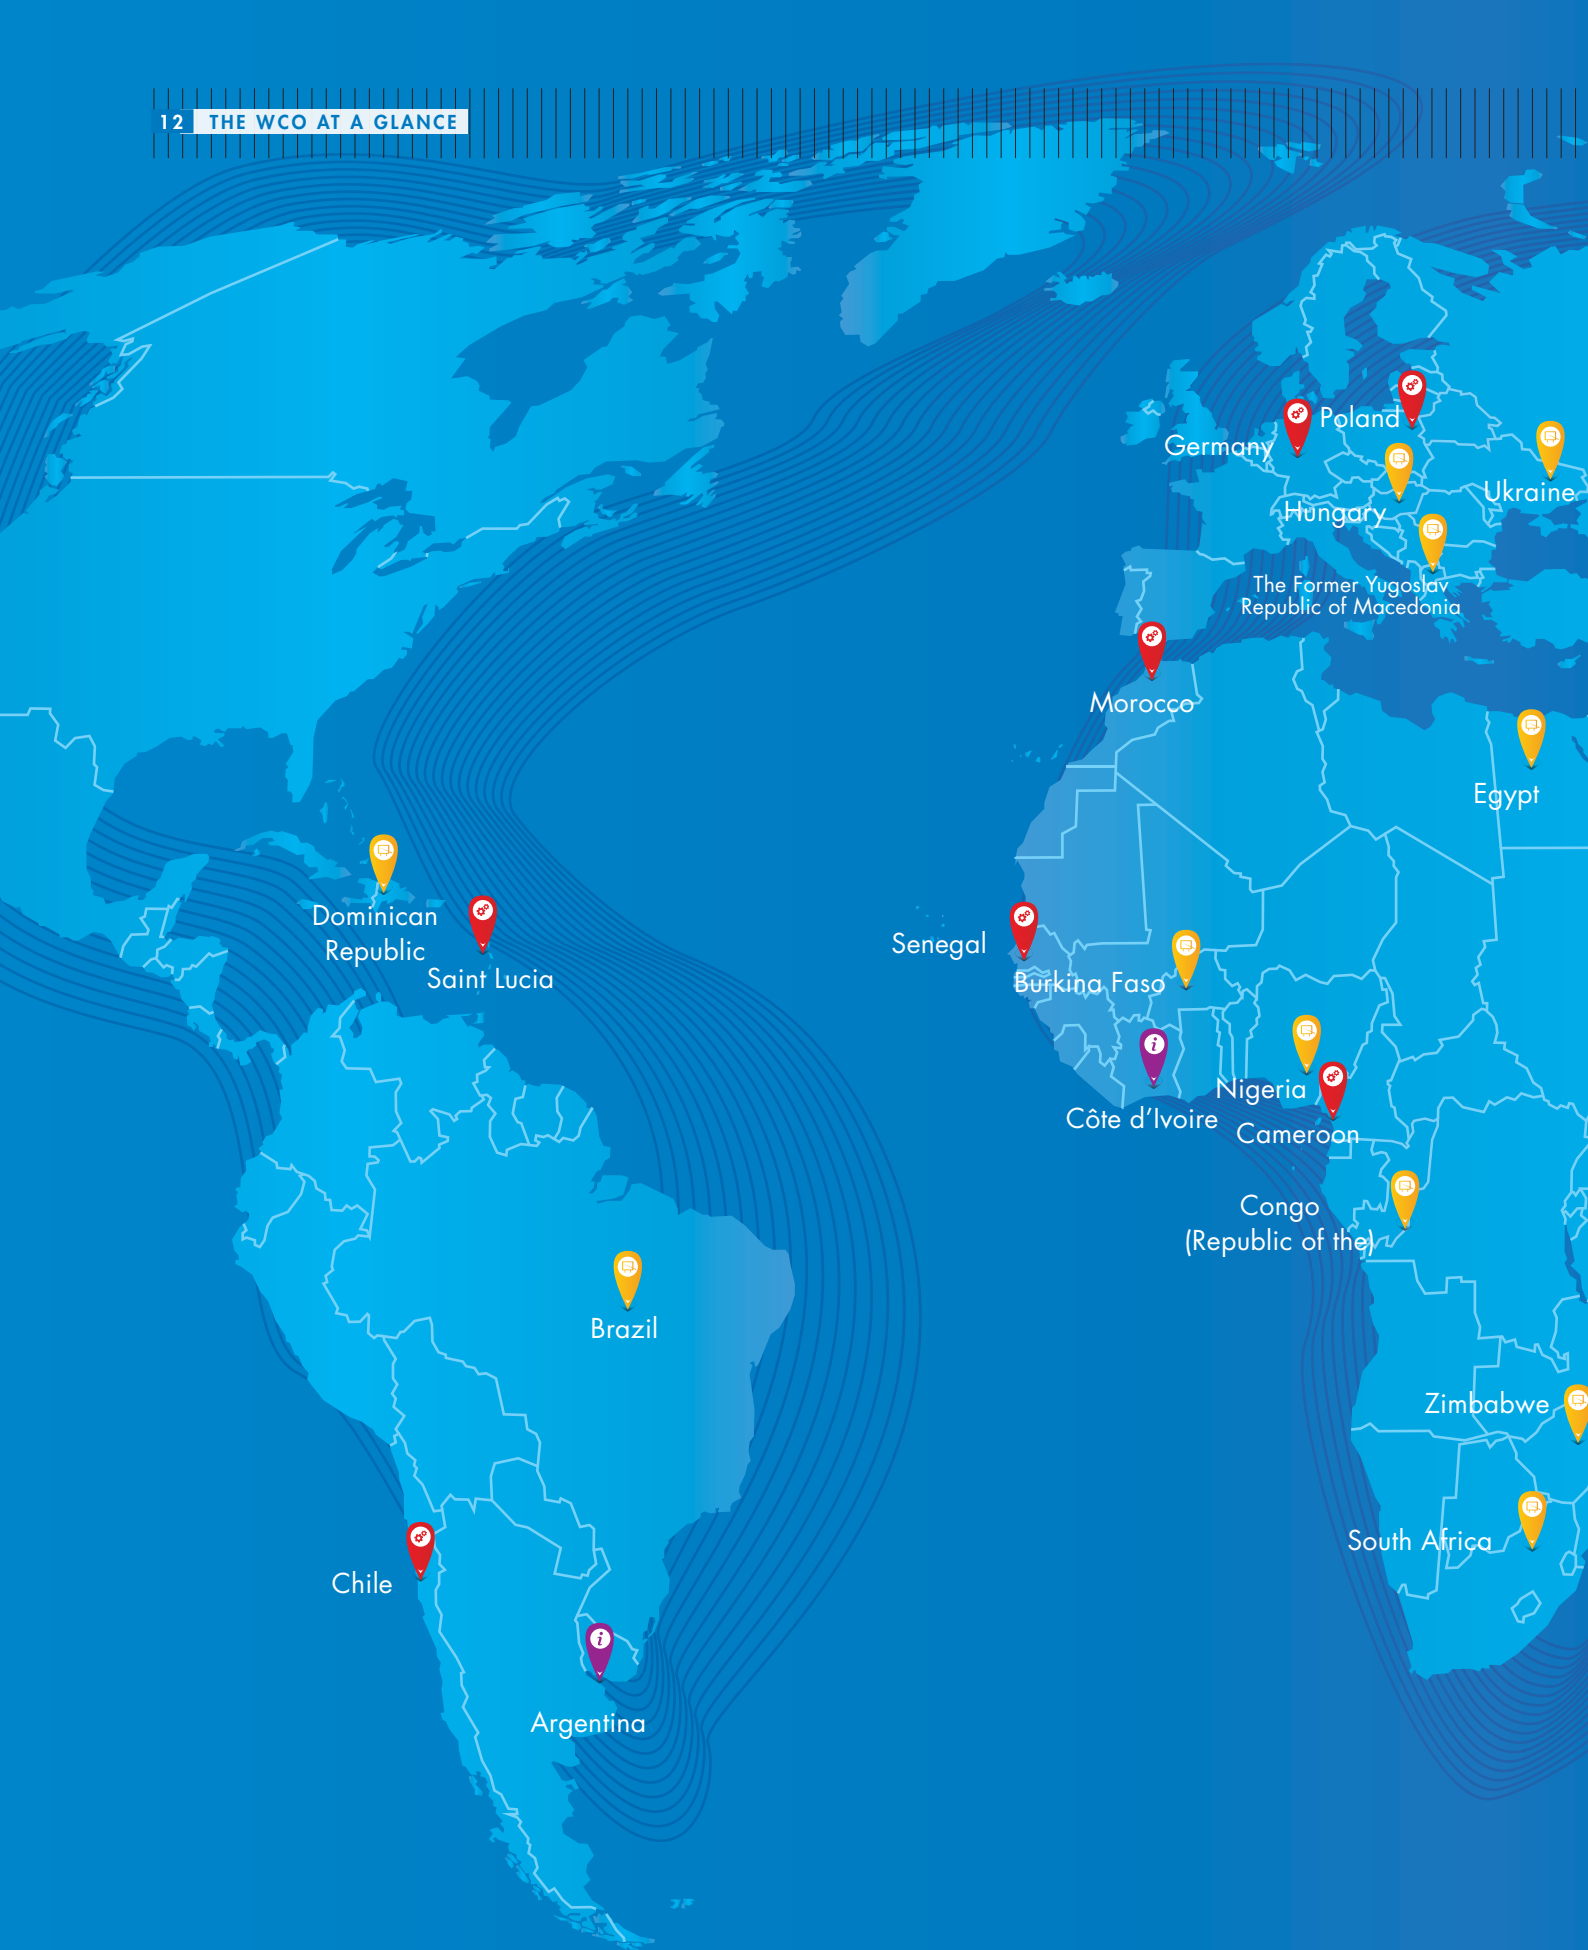 12 THE WCO AT A GLANCE
Poland
Germany
Ukraine
Hungary
The Former Yugoslav
Republic of Macedonia
Morocco
Egypt
Dominican
Republic
Saint Lucia
Senegal
Burkina Faso
Nigeria
Côte d’Ivoire
Cameroon
Congo
(Republic of the)
Brazil
Zimbabwe
South Africa
Chile
Argentina